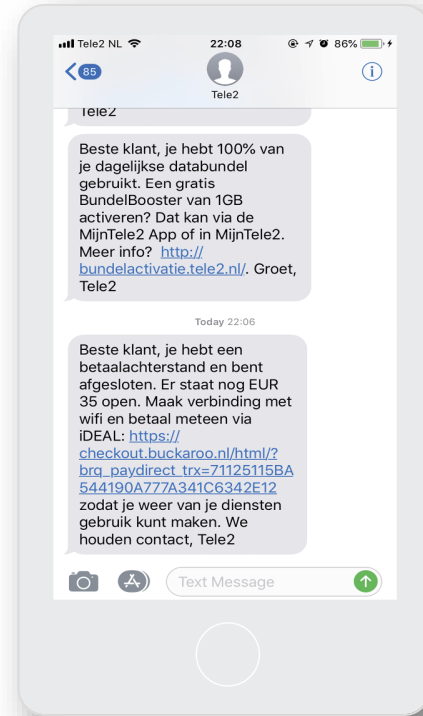 Tele2 NL 22:08 86%
85
Tele2
Tele2
Beste klant, je hebt 100% van
je dagelijkse databundel
gebruikt. Een gratis
BundelBooster van 1GB
activeren? Dat kan via de
MijnTele2 App of in MijnTele2.
Meer info?  http://
bundelactivatie.tele2.nl/. Groet,
Tele2
Today 22:06
Beste klant, je hebt een
betaalachterstand en bent
afgesloten. Er staat nog EUR
35 open. Maak verbinding met
wifi en betaal meteen via
iDEAL: https://
checkout.buckaroo.nl/html/?
brq_paydirect_trx=71125115BA
544190A777A341C6342E12
zodat je weer van je diensten
gebruik kunt maken. We
houden contact, Tele2
Text Message